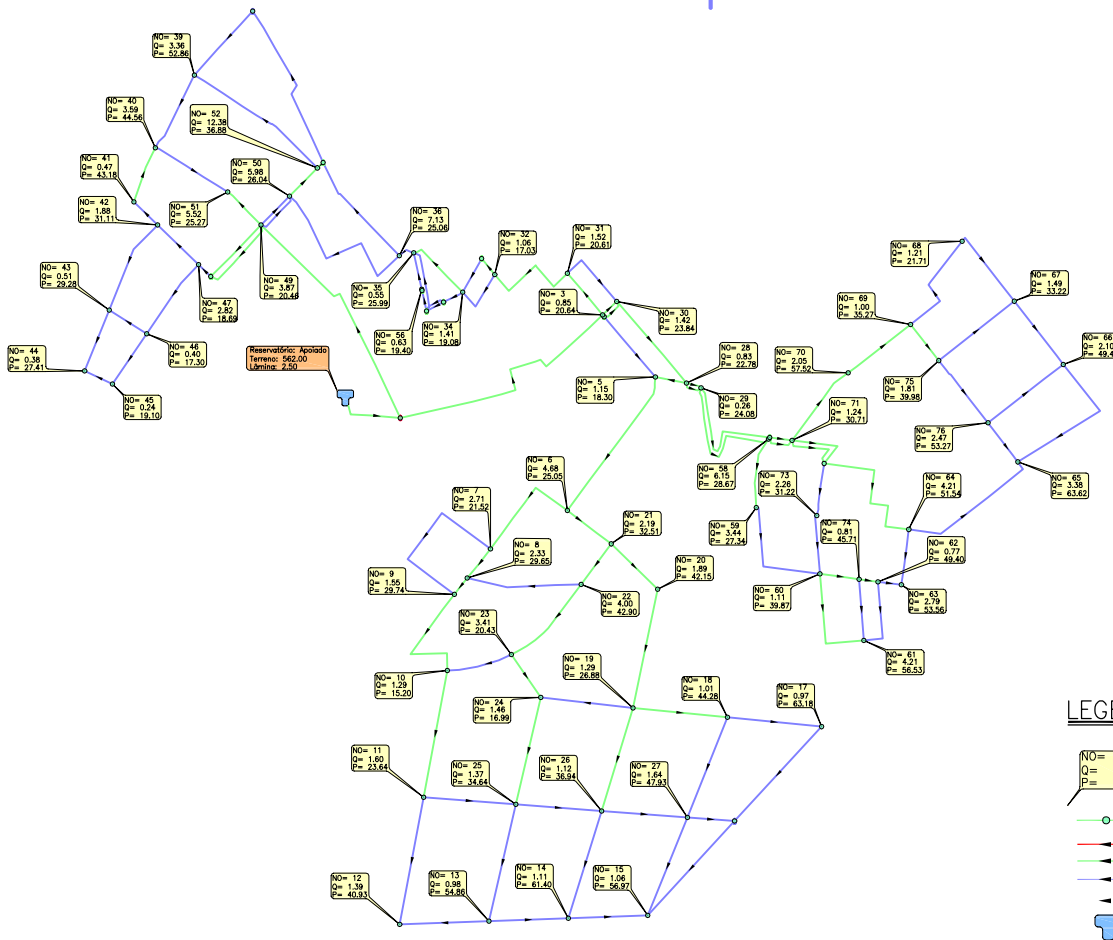 NO= 39
Q= 3.36
P= 52.86
NO= 40
Q= 3.59
P= 44.56
NO= 52
Q= 12.38
P= 36.88
NO= 41
Q= 0.47
P= 43.18
NO= 50
Q= 5.98
P= 26.04
NO= 42
Q= 1.88
P= 31.11
NO= 51
Q= 5.52
P= 25.27
NO= 36
Q= 7.13
P= 25.06
NO= 32
Q= 1.06
P= 17.03
NO= 31
Q= 1.52
P= 20.61
NO= 68
Q= 1.21
P= 21.71
NO= 43
Q= 0.51
P= 29.28
NO= 47
Q= 2.82
P= 18.69
NO= 49
Q= 3.87
P= 20.46
NO= 35
Q= 0.55
P= 25.99
NO= 3
Q= 0.85
P= 20.64
NO= 67
Q= 1.49
P= 33.22
NO= 69
Q= 1.00
P= 35.27
NO= 56
Q= 0.63
P= 19.40
NO= 34
Q= 1.41
P= 19.08
NO= 30
Q= 1.42
P= 23.84
NO= 44
Q= 0.38
P= 27.41
NO= 46
Q= 0.40
P= 17.30
Reservatório: Apoiado
Terreno: 562.00
Lâmina: 2.50
NO= 28
Q= 0.83
P= 22.78
NO= 70
Q= 2.05
P= 57.52
NO= 66
Q= 2.10
NO= 45
Q= 0.24
P= 19.10
NO= 5
Q= 1.15
P= 18.30
NO= 29
Q= 0.26
P= 24.08
NO= 75
Q= 1.81
P= 39.98
NO= 71
Q= 1.24
P= 30.71
NO= 76
Q= 2.47
P= 53.27
NO= 6
Q= 4.68
P= 25.05
NO= 58
Q= 6.15
P= 28.67
NO= 73
Q= 2.26
P= 31.22
NO= 64
Q= 4.21
P= 51.54
NO= 65
Q= 3.38
P= 63.62
NO= 7
Q= 2.71
P= 21.52
NO= 21
Q= 2.19
P= 32.51
NO= 59
Q= 3.44
P= 27.34
NO= 74
Q= 0.81
P= 45.71
NO= 8
Q= 2.33
P= 29.65
NO= 62
Q= 0.77
P= 49.40
NO= 9
Q= 1.55
P= 29.74
NO= 20
Q= 1.89
P= 42.15
NO= 22
Q= 4.00
P= 42.90
NO= 60
Q= 1.11
P= 39.87
NO= 63
Q= 2.79
P= 53.56
NO= 23
Q= 3.41
P= 20.43
NO= 61
Q= 4.21
P= 56.53
NO= 10
Q= 1.29
P= 15.20
NO= 19
Q= 1.29
P= 26.88
NO= 18
Q= 1.01
P= 44.28
NO= 17
Q= 0.97
P= 63.18
NO= 24
Q= 1.46
P= 16.99
NO= 11
Q= 1.60
P= 23.64
NO= 25
Q= 1.37
P= 34.64
NO= 26
Q= 1.12
P= 36.94
NO= 27
Q= 1.64
P= 47.93
NO= 12
Q= 1.39
P= 40.93
NO= 13
Q= 0.98
P= 54.86
NO= 14
Q= 1.11
P= 61.40
NO= 15
Q= 1.06
P= 56.97
NO=
Q=
P=